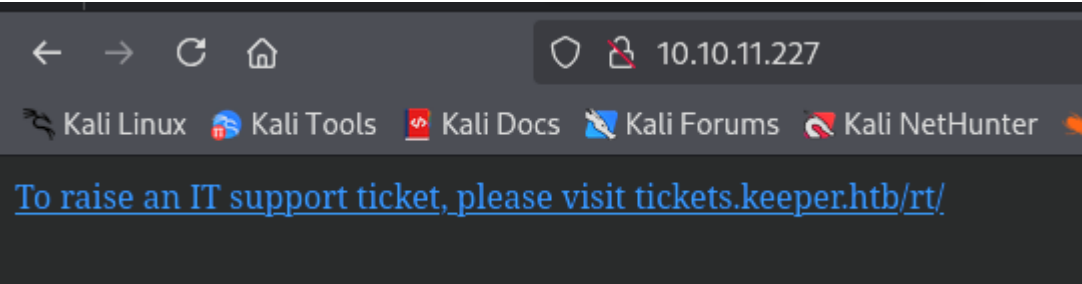 10.10.11.227
Kali Linux Kali Tools Kali Docs Kali Forums Kali NetHunter
To raise an IT support ticket, please visit tickets.keeper.htb/rt/